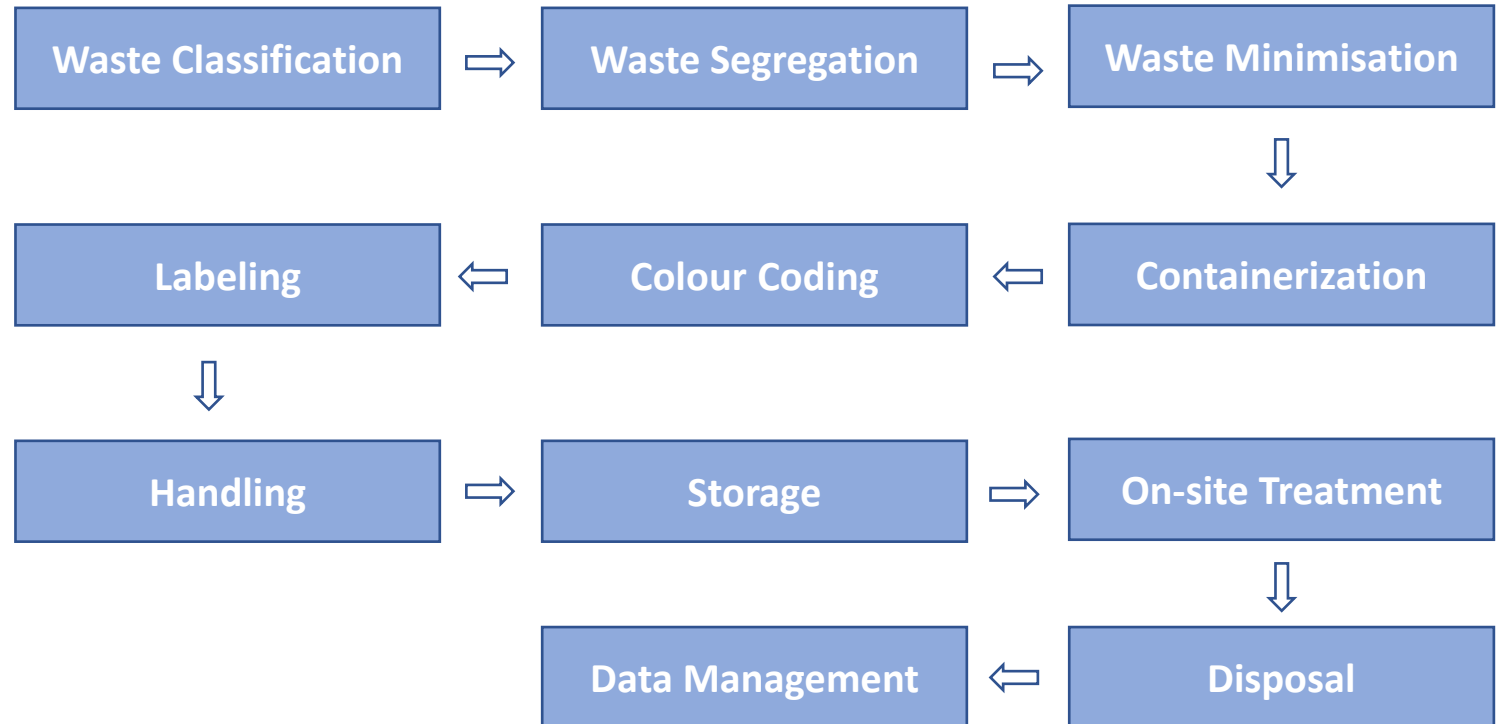 Waste Classification
Waste Segregation
Waste Minimisation
Containerization
Colour Coding
Labeling
Handling
Storage
On-site Treatment
Disposal
Data Management